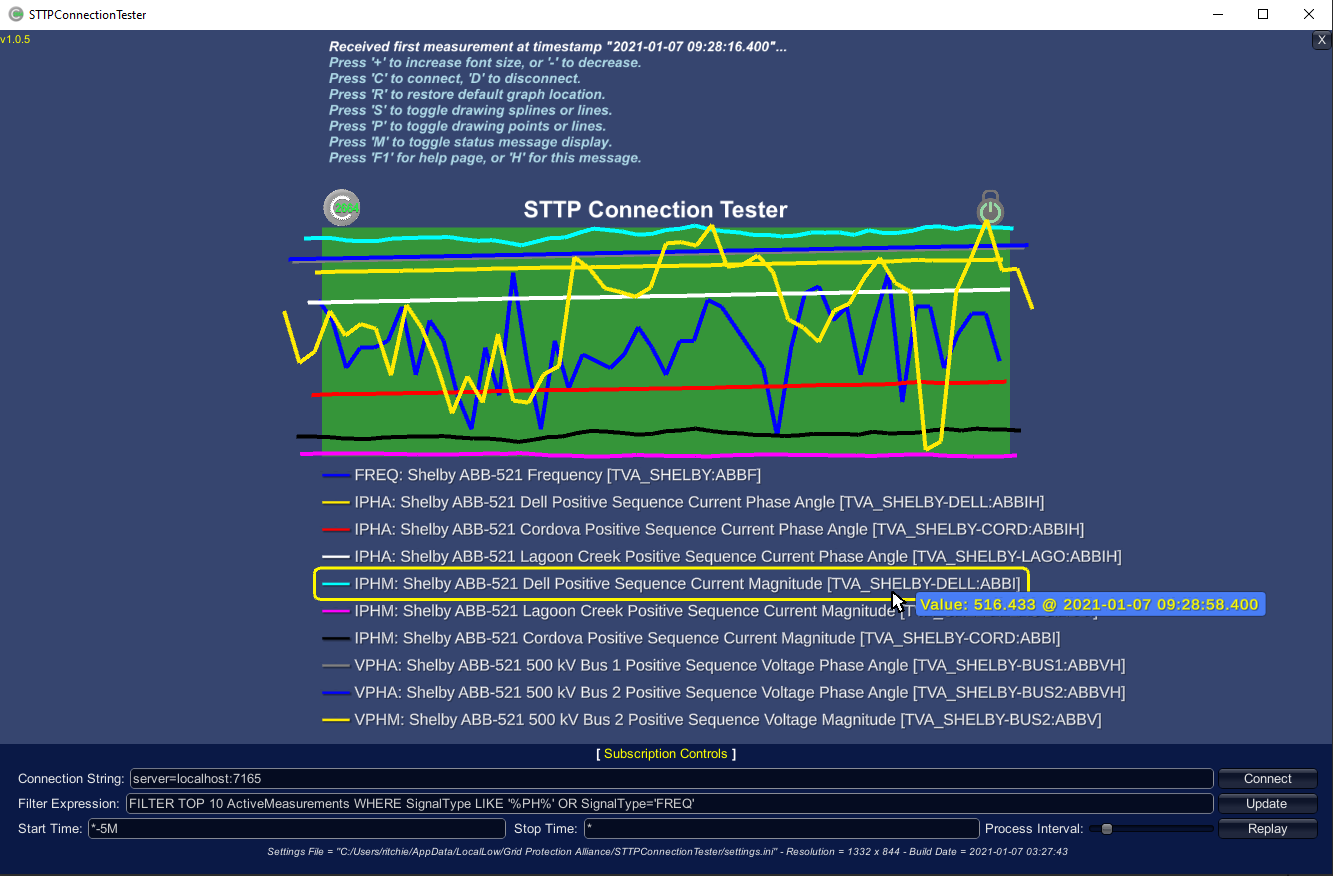 STTPConnectionTester
v1.0.5
X
Received first measurement at timestamp "2021-01-07 09:28:16.400"...
Press '+' to increase font size, or '-' to decrease.
Press 'C' to connect, 'D' to disconnect.
Press 'R' to restore default graph location.
Press 'S' to toggle drawing splines or lines.
Press 'P' to toggle drawing points or lines.
Press 'M' to toggle status message display.
Press 'F1' for help page, or 'H' for this message.
STTP Connection Tester
FREQ: Shelby ABB-521 Frequency [TVA_SHELBY:ABBF]
IPHA: Shelby ABB-521 Dell Positive Sequence Current Phase Angle [TVA_SHELBY-DELL:ABBIH]
IPHA: Shelby ABB-521 Cordova Positive Sequence Current Phase Angle [TVA_SHELBY-CORD:ABBIH]
IPHA: Shelby ABB-521 Lagoon Creek Positive Sequence Current Phase Angle [TVA_SHELBY-LAGO:ABBIH]
IPHM: Shelby ABB-521 Dell Positive Sequence Current Magnitude [TVA_SHELBY-DELL:ABBI]
Value: 516.433 @ 2021-01-07 09:28:58.400
IPHM: Shelby ABB-521 Lagoon Creek Positive Sequence Current Magnitude
IPHM: Shelby ABB-521 Cordova Positive Sequence Current Magnitude [TVA_SHELBY-CORD:ABBI]
VPHA: Shelby ABB-521 500 kV Bus 1 Positive Sequence Voltage Phase Angle [TVA_SHELBY-BUS1:ABBVH]
VPHA: Shelby ABB-521 500 kV Bus 2 Positive Sequence Voltage Phase Angle [TVA_SHELBY-BUS2:ABBVH]
VPHM: Shelby ABB-521 500 kV Bus 2 Positive Sequence Voltage Magnitude [TVA_SHELBY-BUS2:ABBV]
[ Subscription Controls ]
Connection String: server=localhost:7165 Connect
Filter Expression: FILTER TOP 10 ActiveMeasurements WHERE SignalType LIKE '%PH%' OR SignalType='FREQ' Update
Start Time: *-5M Stop Time: * Process Interval: Replay
Settings File = "C:/Users/ritchie/AppData/LocalLow/Grid Protection Alliance/STTPConnectionTester/settings.ini" - Resolution = 1332 x 844 - Build Date = 2021-01-07 03:27:43